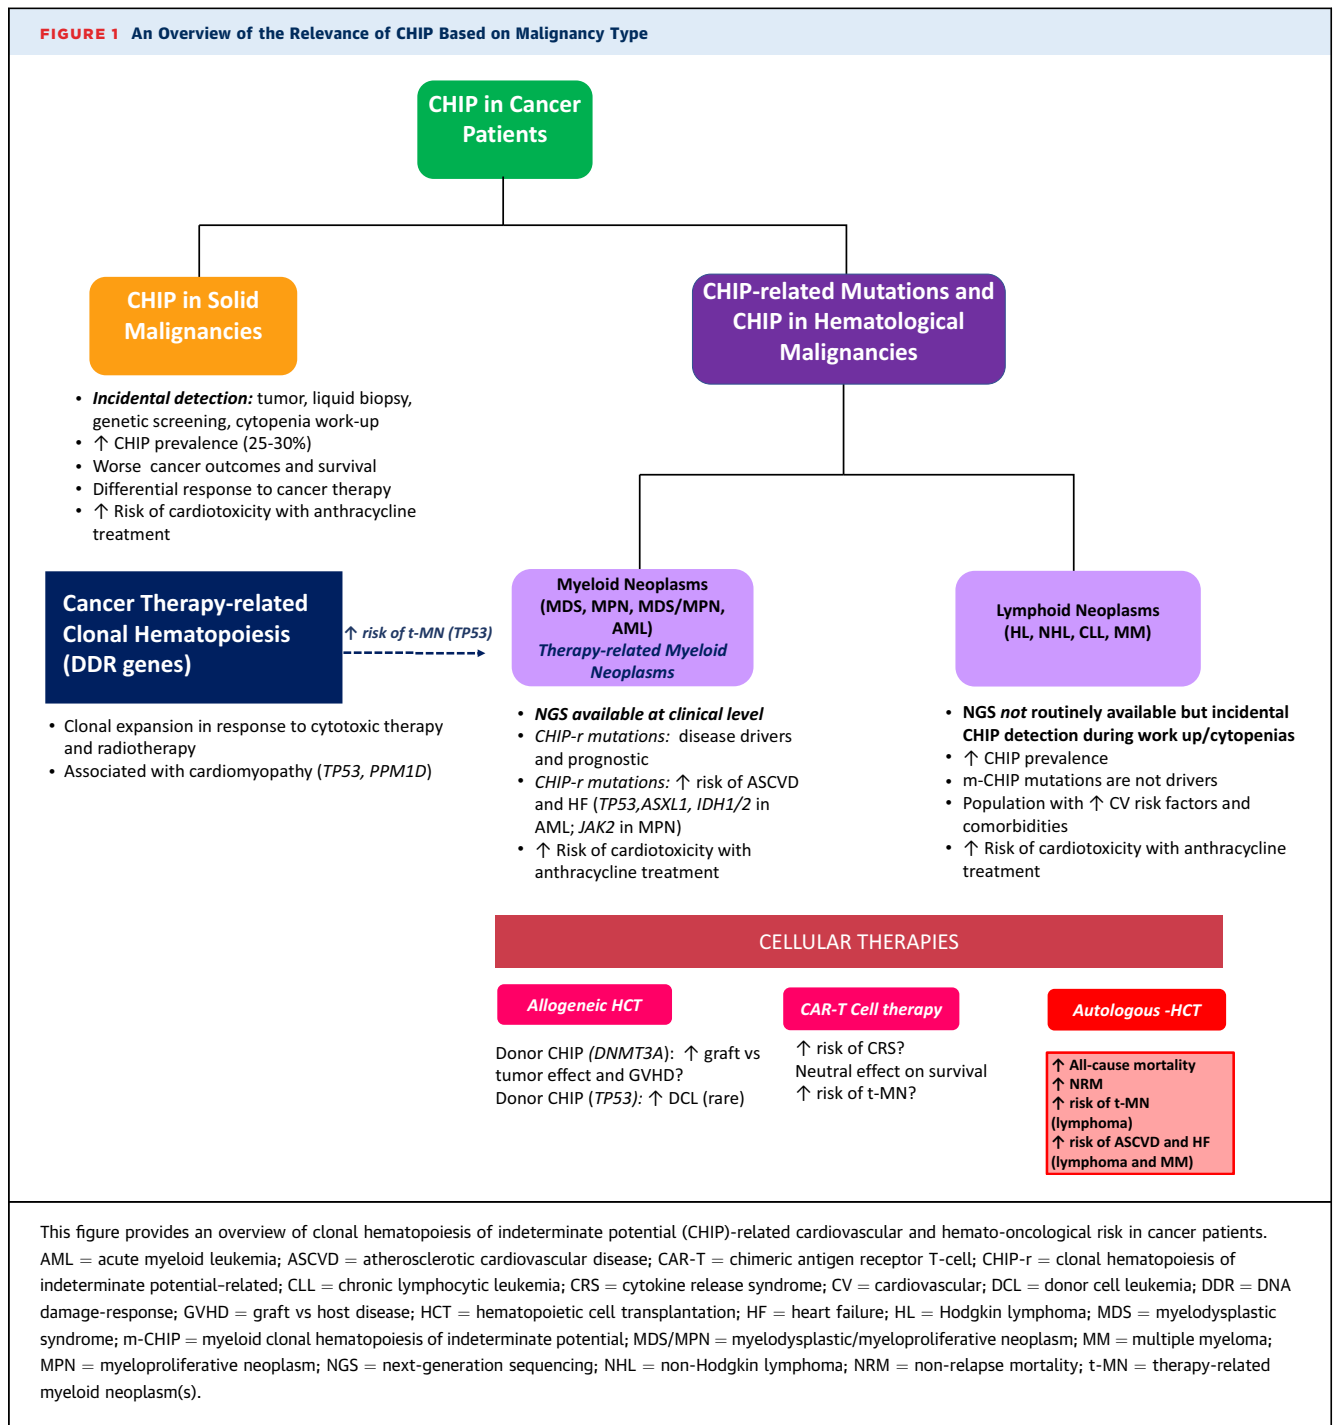 FIGURE 1 An Overview of the Relevance of CHIP Based on Malignancy Type
CHIP in Cancer
Patients
CHIP in Solid
Malignancies
• Incidental detection: tumor, liquid biopsy,
genetic screening, cytopenia work-up
• ↑ CHIP prevalence (25-30%)
• Worse cancer outcomes and survival
• Differential response to cancer therapy
• ↑ Risk of cardiotoxicity with anthracycline
treatment
CHIP-related Mutations and
CHIP in Hematological
Malignancies
Cancer Therapy-related
Clonal Hematopoiesis
(DDR genes)
↑ risk of t-MN (TP53)
• Clonal expansion in response to cytotoxic therapy
and radiotherapy
• Associated with cardiomyopathy (TP53, PPM1D)
Myeloid Neoplasms
(MDS, MPN, MDS/MPN,
AML)
Therapy-related Myeloid
Neoplasms
• NGS available at clinical level
• CHIP-r mutations: disease drivers
and prognostic
• CHIP-r mutations: ↑ risk of ASCVD
and HF (TP53,ASXL1, IDH1/2 in
AML; JAK2 in MPN)
• ↑ Risk of cardiotoxicity with
anthracycline treatment
Lymphoid Neoplasms
(HL, NHL, CLL, MM)
• NGS not routinely available but incidental
CHIP detection during work up/cytopenias
• ↑ CHIP prevalence
• m-CHIP mutations are not drivers
• Population with ↑ CV risk factors and
comorbidities
• ↑ Risk of cardiotoxicity with anthracycline
treatment
CELLULAR THERAPIES
Allogeneic HCT
Donor CHIP (DNMT3A): ↑ graft vs
tumor effect and GVHD?
Donor CHIP (TP53): ↑ DCL (rare)
CAR-T Cell therapy
↑ risk of CRS?
Neutral effect on survival
↑ risk of t-MN?
Autologous -HCT
↑ All-cause mortality
↑ NRM
↑ risk of t-MN
(lymphoma)
↑ risk of ASCVD and HF
(lymphoma and MM)
This figure provides an overview of clonal hematopoiesis of indeterminate potential (CHIP)-related cardiovascular and hemato-oncological risk in cancer patients.
AML = acute myeloid leukemia; ASCVD = atherosclerotic cardiovascular disease; CAR-T = chimeric antigen receptor T-cell; CHIP-r = clonal hematopoiesis of
indeterminate potential–related; CLL = chronic lymphocytic leukemia; CRS = cytokine release syndrome; CV = cardiovascular; DCL = donor cell leukemia; DDR = DNA
damage-response; GVHD = graft vs host disease; HCT = hematopoietic cell transplantation; HF = heart failure; HL = Hodgkin lymphoma; MDS = myelodysplastic
syndrome; m-CHIP = myeloid clonal hematopoiesis of indeterminate potential; MDS/MPN = myelodysplastic/myeloproliferative neoplasm; MM = multiple myeloma;
MPN = myeloproliferative neoplasm; NGS = next-generation sequencing; NHL = non-Hodgkin lymphoma; NRM = non-relapse mortality; t-MN = therapy-related
myeloid neoplasm(s).